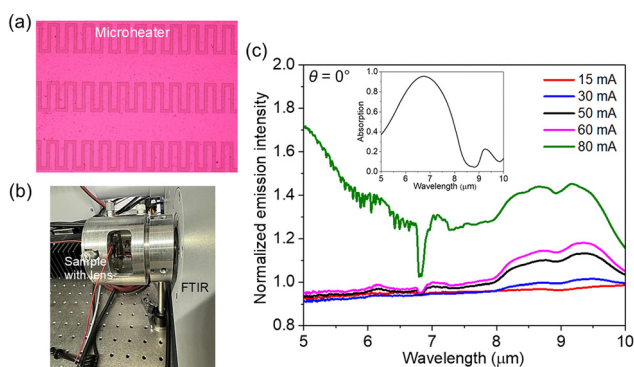 (a)
Microheater
(b)
Sample
with lens
FTIR
(c)
Normalized emission intensity
2.0
1.8
1.6
1.4
1.2
1.0
0.8
5 6 7 8 9 10
Wavelength (μm)
θ = 0°
Absorption
1.0
0.8
0.6
0.4
0.2
0.0
5 6 7 8 9 10
Wavelength (μm)
15 mA
30 mA
50 mA
60 mA
80 mA